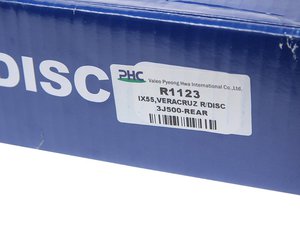 DISC
PHC
Valeo Pyeong Hwa International Co.,Ltd.
R1123
IX55,VERACRUZ R/DISC
3J500-REAR